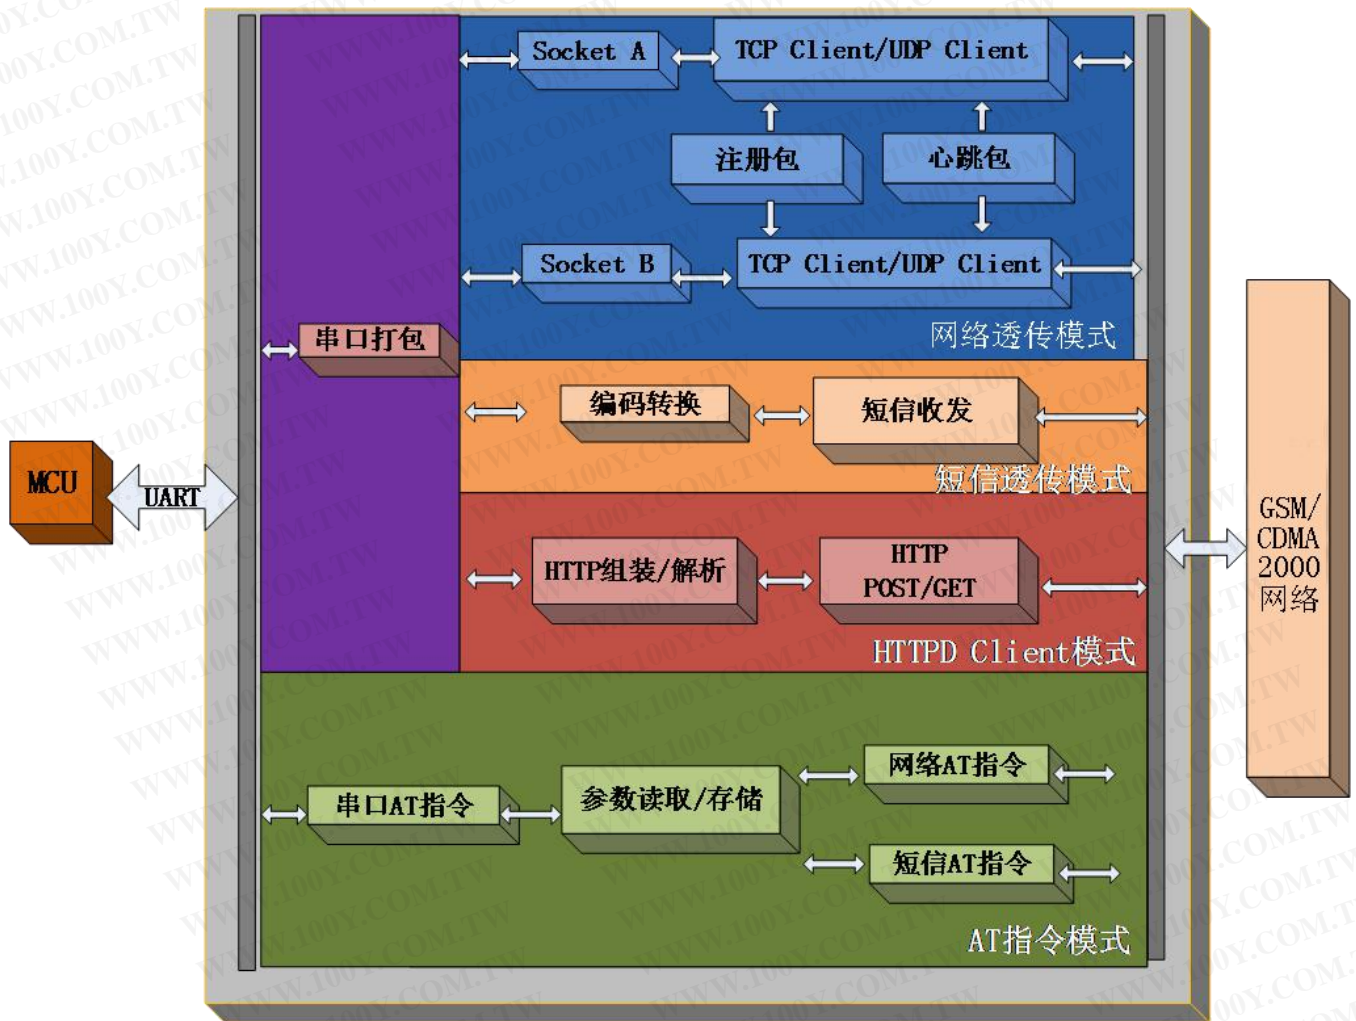 Socket A
TCP Client/UDP Client
注册包
心跳包
Socket B
TCP Client/UDP Client
网络透传模式
串口打包
编码转换
短信收发
短信透传模式
MCU
UART
HTTP组装/解析
HTTP
POST/GET
HTTPD Client模式
GSM/
CDMA
2000
网络
串口AT指令
参数读取/存储
网络AT指令
短信AT指令
AT指令模式
WWW.100Y.COM.TW